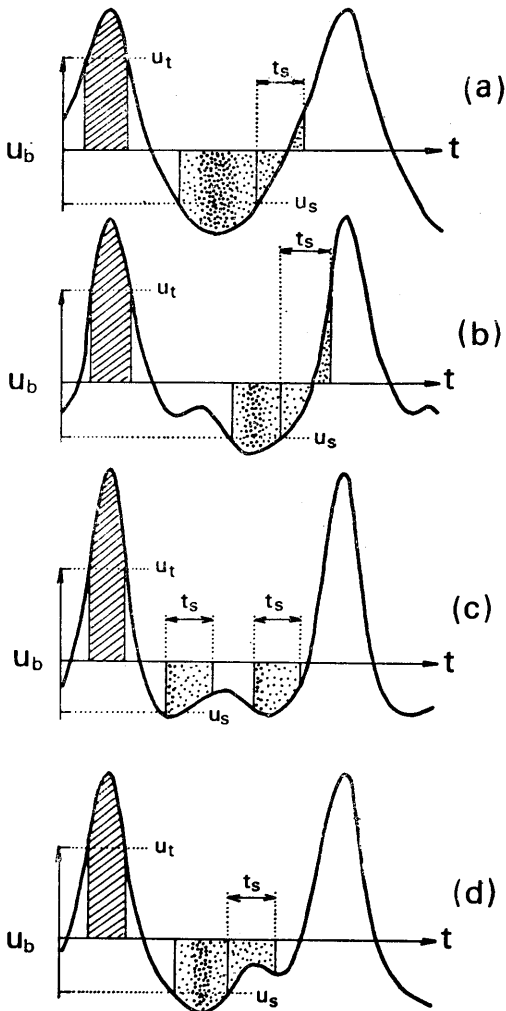 u_t
t_s
(a)
u_b t
u_s
t_s
u_t
(b)
u_b t
u_s
u_t
t_s t_s
(c)
u_b t
u_s
u_t
t_s
(d)
u_b t
u_s